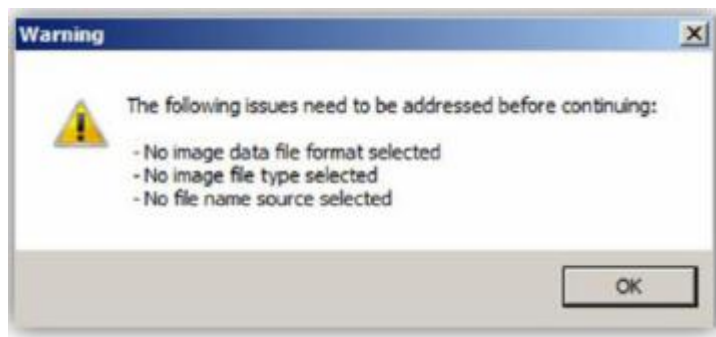 Warning
The following issues need to be addressed before continuing:
- No image data file format selected
- No image file type selected
- No file name source selected
OK